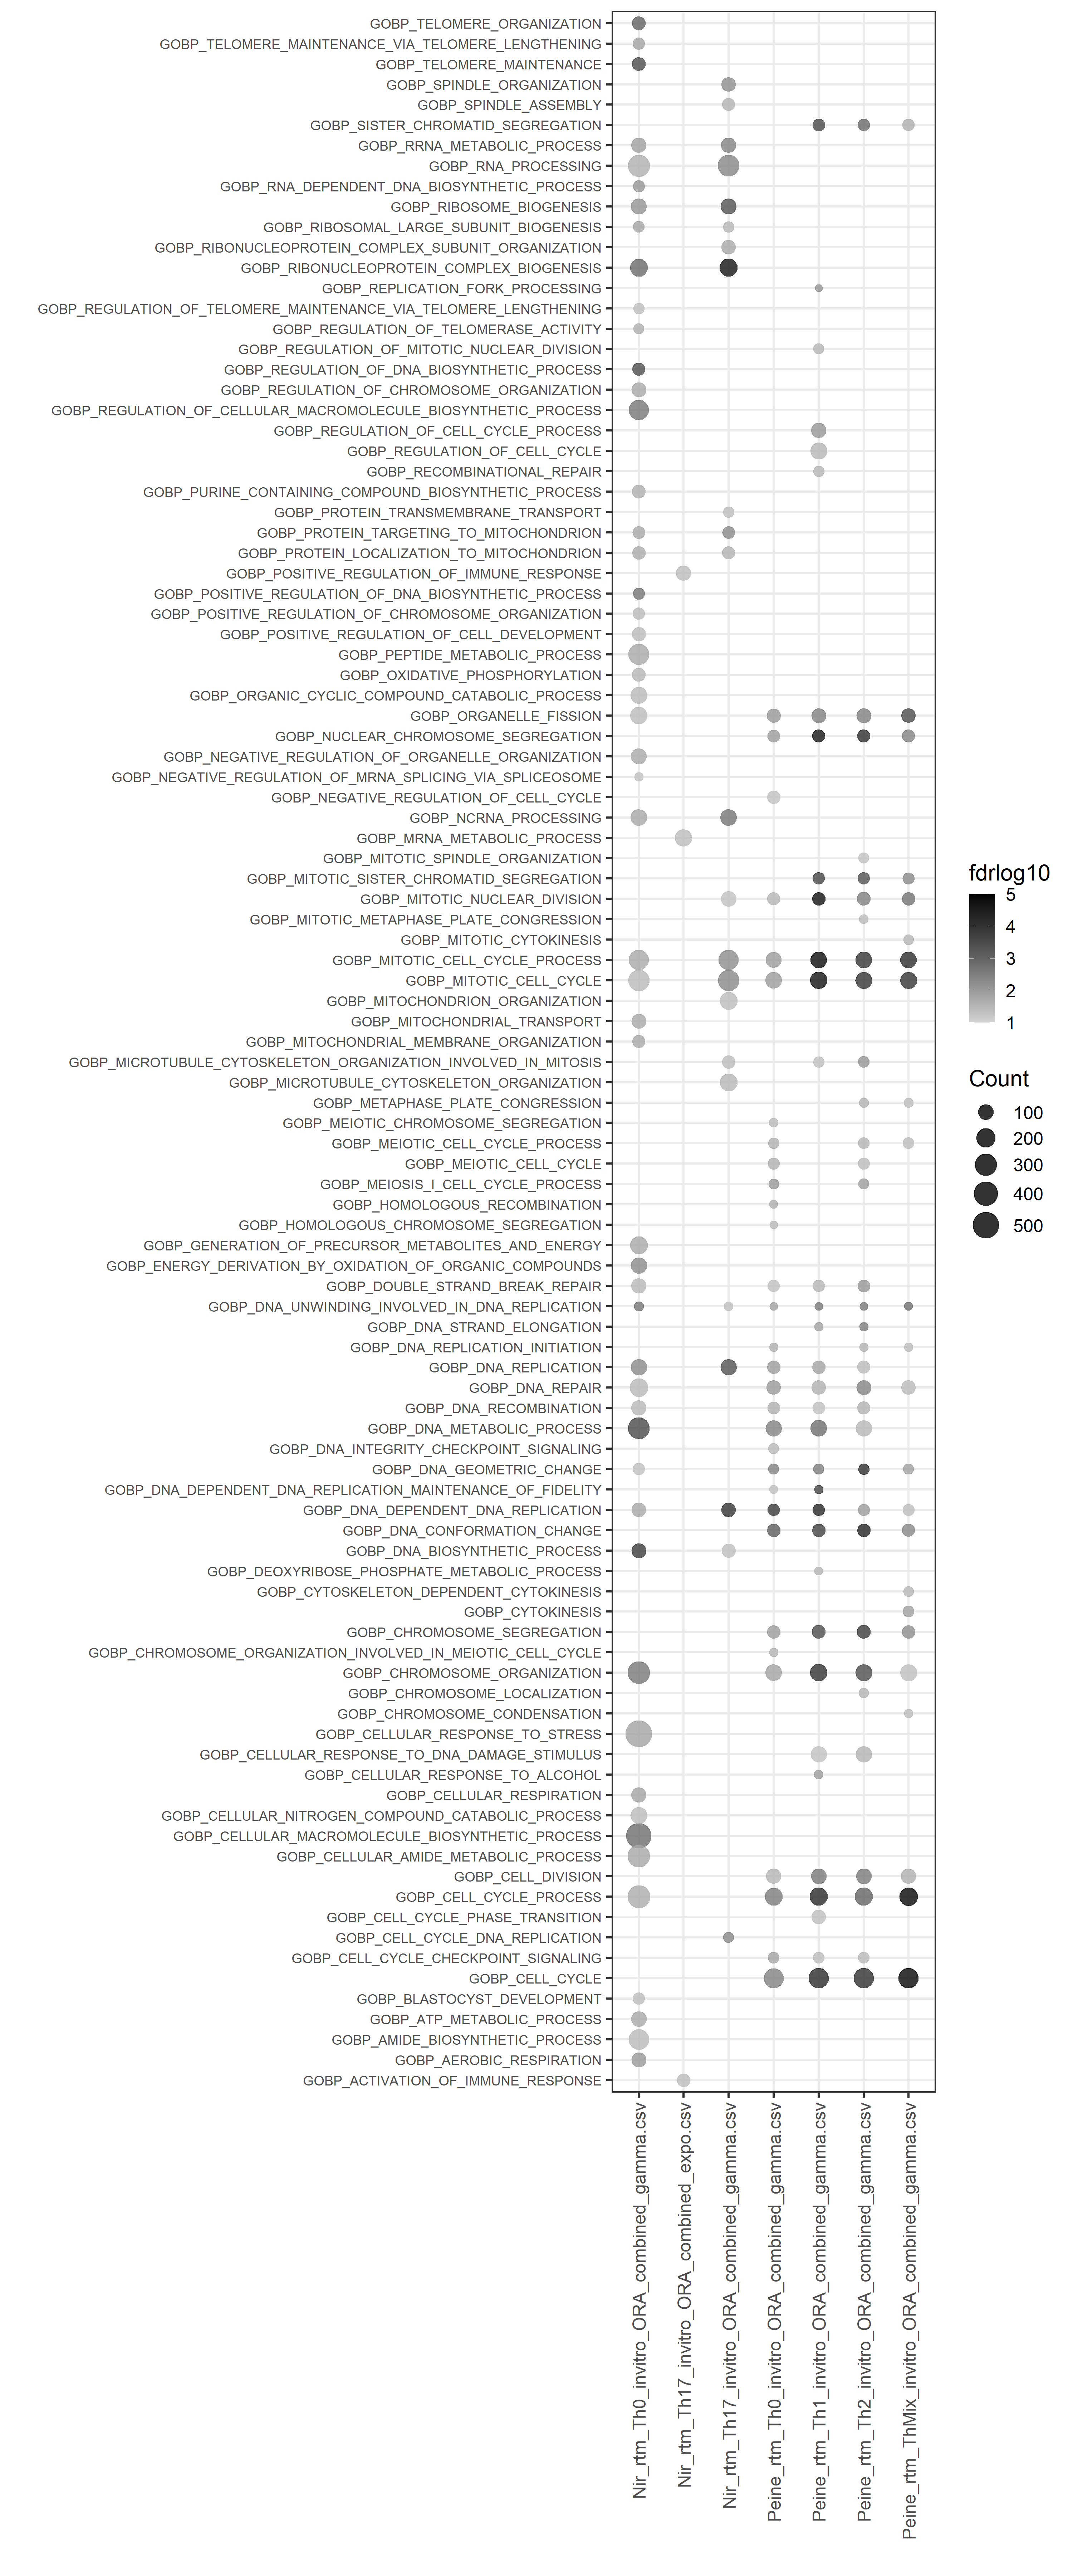 GOBP_TELOMERE_ORGANIZATION
GOBP_TELOMERE_MAINTENANCE_VIA_TELOMERE_LENGTHENING
GOBP_TELOMERE_MAINTENANCE
GOBP_SPINDLE_ORGANIZATION
GOBP_SPINDLE_ASSEMBLY
GOBP_SISTER_CHROMATID_SEGREGATION
GOBP_RRNA_METABOLIC_PROCESS
GOBP_RNA_PROCESSING
GOBP_RNA_DEPENDENT_DNA_BIOSYNTHETIC_PROCESS
GOBP_RIBOSOME_BIOGENESIS
GOBP_RIBOSOMAL_LARGE_SUBUNIT_BIOGENESIS
GOBP_RIBONUCLEOPROTEIN_COMPLEX_SUBUNIT_ORGANIZATION
GOBP_RIBONUCLEOPROTEIN_COMPLEX_BIOGENESIS
GOBP_REPLICATION_FORK_PROCESSING
GOBP_REGULATION_OF_TELOMERE_MAINTENANCE_VIA_TELOMERE_LENGTHENING
GOBP_REGULATION_OF_TELOMERASE_ACTIVITY
GOBP_REGULATION_OF_MITOTIC_NUCLEAR_DIVISION
GOBP_REGULATION_OF_DNA_BIOSYNTHETIC_PROCESS
GOBP_REGULATION_OF_CHROMOSOME_ORGANIZATION
GOBP_REGULATION_OF_CELLULAR_MACROMOLECULE_BIOSYNTHETIC_PROCESS
GOBP_REGULATION_OF_CELL_CYCLE_PROCESS
GOBP_REGULATION_OF_CELL_CYCLE
GOBP_RECOMBINATIONAL_REPAIR
GOBP_PURINE_CONTAINING_COMPOUND_BIOSYNTHETIC_PROCESS
GOBP_PROTEIN_TRANSMEMBRANE_TRANSPORT
GOBP_PROTEIN_TARGETING_TO_MITOCHONDRION
GOBP_PROTEIN_LOCALIZATION_TO_MITOCHONDRION
GOBP_POSITIVE_REGULATION_OF_IMMUNE_RESPONSE
GOBP_POSITIVE_REGULATION_OF_DNA_BIOSYNTHETIC_PROCESS
GOBP_POSITIVE_REGULATION_OF_CHROMOSOME_ORGANIZATION
GOBP_POSITIVE_REGULATION_OF_CELL_DEVELOPMENT
GOBP_PEPTIDE_METABOLIC_PROCESS
GOBP_OXIDATIVE_PHOSPHORYLATION
GOBP_ORGANIC_CYCLIC_COMPOUND_CATABOLIC_PROCESS
GOBP_ORGANELLE_FISSION
GOBP_NUCLEAR_CHROMOSOME_SEGREGATION
GOBP_NEGATIVE_REGULATION_OF_ORGANELLE_ORGANIZATION
GOBP_NEGATIVE_REGULATION_OF_MRNA_SPLICING_VIA_SPLICEOSOME
GOBP_NEGATIVE_REGULATION_OF_CELL_CYCLE
GOBP_NCRNA_PROCESSING
GOBP_MRNA_METABOLIC_PROCESS
GOBP_MITOTIC_SPINDLE_ORGANIZATION
GOBP_MITOTIC_SISTER_CHROMATID_SEGREGATION
GOBP_MITOTIC_NUCLEAR_DIVISION
GOBP_MITOTIC_METAPHASE_PLATE_CONGRESSION
GOBP_MITOTIC_CYTOKINESIS
GOBP_MITOTIC_CELL_CYCLE_PROCESS
GOBP_MITOTIC_CELL_CYCLE
GOBP_MITOCHONDRION_ORGANIZATION
GOBP_MITOCHONDRIAL_TRANSPORT
GOBP_MITOCHONDRIAL_MEMBRANE_ORGANIZATION
GOBP_MICROTUBULE_CYTOSKELETON_ORGANIZATION_INVOLVED_IN_MITOSIS
GOBP_MICROTUBULE_CYTOSKELETON_ORGANIZATION
GOBP_METAPHASE_PLATE_CONGRESSION
GOBP_MEIOTIC_CHROMOSOME_SEGREGATION
GOBP_MEIOTIC_CELL_CYCLE_PROCESS
GOBP_MEIOTIC_CELL_CYCLE
GOBP_MEIOSIS_I_CELL_CYCLE_PROCESS
GOBP_HOMOLOGOUS_RECOMBINATION
GOBP_HOMOLOGOUS_CHROMOSOME_SEGREGATION
GOBP_GENERATION_OF_PRECURSOR_METABOLITES_AND_ENERGY
GOBP_ENERGY_DERIVATION_BY_OXIDATION_OF_ORGANIC_COMPOUNDS
GOBP_DOUBLE_STRAND_BREAK_REPAIR
GOBP_DNA_UNWINDING_INVOLVED_IN_DNA_REPLICATION
GOBP_DNA_STRAND_ELONGATION
GOBP_DNA_REPLICATION_INITIATION
GOBP_DNA_REPLICATION
GOBP_DNA_REPAIR
GOBP_DNA_RECOMBINATION
GOBP_DNA_METABOLIC_PROCESS
GOBP_DNA_INTEGRITY_CHECKPOINT_SIGNALING
GOBP_DNA_GEOMETRIC_CHANGE
GOBP_DNA_DEPENDENT_DNA_REPLICATION_MAINTENANCE_OF_FIDELITY
GOBP_DNA_DEPENDENT_DNA_REPLICATION
GOBP_DNA_CONFORMATION_CHANGE
GOBP_DNA_BIOSYNTHETIC_PROCESS
GOBP_DEOXYRIBOSE_PHOSPHATE_METABOLIC_PROCESS
GOBP_CYTOSKELETON_DEPENDENT_CYTOKINESIS
GOBP_CYTOKINESIS
GOBP_CHROMOSOME_SEGREGATION
GOBP_CHROMOSOME_ORGANIZATION_INVOLVED_IN_MEIOTIC_CELL_CYCLE
GOBP_CHROMOSOME_ORGANIZATION
GOBP_CHROMOSOME_LOCALIZATION
GOBP_CHROMOSOME_CONDENSATION
GOBP_CELLULAR_RESPONSE_TO_STRESS
GOBP_CELLULAR_RESPONSE_TO_DNA_DAMAGE_STIMULUS
GOBP_CELLULAR_RESPONSE_TO_ALCOHOL
GOBP_CELLULAR_RESPIRATION
GOBP_CELLULAR_NITROGEN_COMPOUND_CATABOLIC_PROCESS
GOBP_CELLULAR_MACROMOLECULE_BIOSYNTHETIC_PROCESS
GOBP_CELLULAR_AMIDE_METABOLIC_PROCESS
GOBP_CELL_DIVISION
GOBP_CELL_CYCLE_PROCESS
GOBP_CELL_CYCLE_PHASE_TRANSITION
GOBP_CELL_CYCLE_DNA_REPLICATION
GOBP_CELL_CYCLE_CHECKPOINT_SIGNALING
GOBP_CELL_CYCLE
GOBP_BLASTOCYST_DEVELOPMENT
GOBP_ATP_METABOLIC_PROCESS
GOBP_AMIDE_BIOSYNTHETIC_PROCESS
GOBP_AEROBIC_RESPIRATION
GOBP_ACTIVATION_OF_IMMUNE_RESPONSE
Nir_rtm_Th0_invitro_ORA_combined_gamma.csv
Nir_rtm_Th17_invitro_ORA_combined_expo.csv
Nir_rtm_Th17_invitro_ORA_combined_gamma.csv
Peine_rtm_Th0_invitro_ORA_combined_gamma.csv
Peine_rtm_Th1_invitro_ORA_combined_gamma.csv
Peine_rtm_Th2_invitro_ORA_combined_gamma.csv
Peine_rtm_ThMix_invitro_ORA_combined_gamma.csv
fdrlog10
5
4
3
2
1
Count
100
200
300
400
500